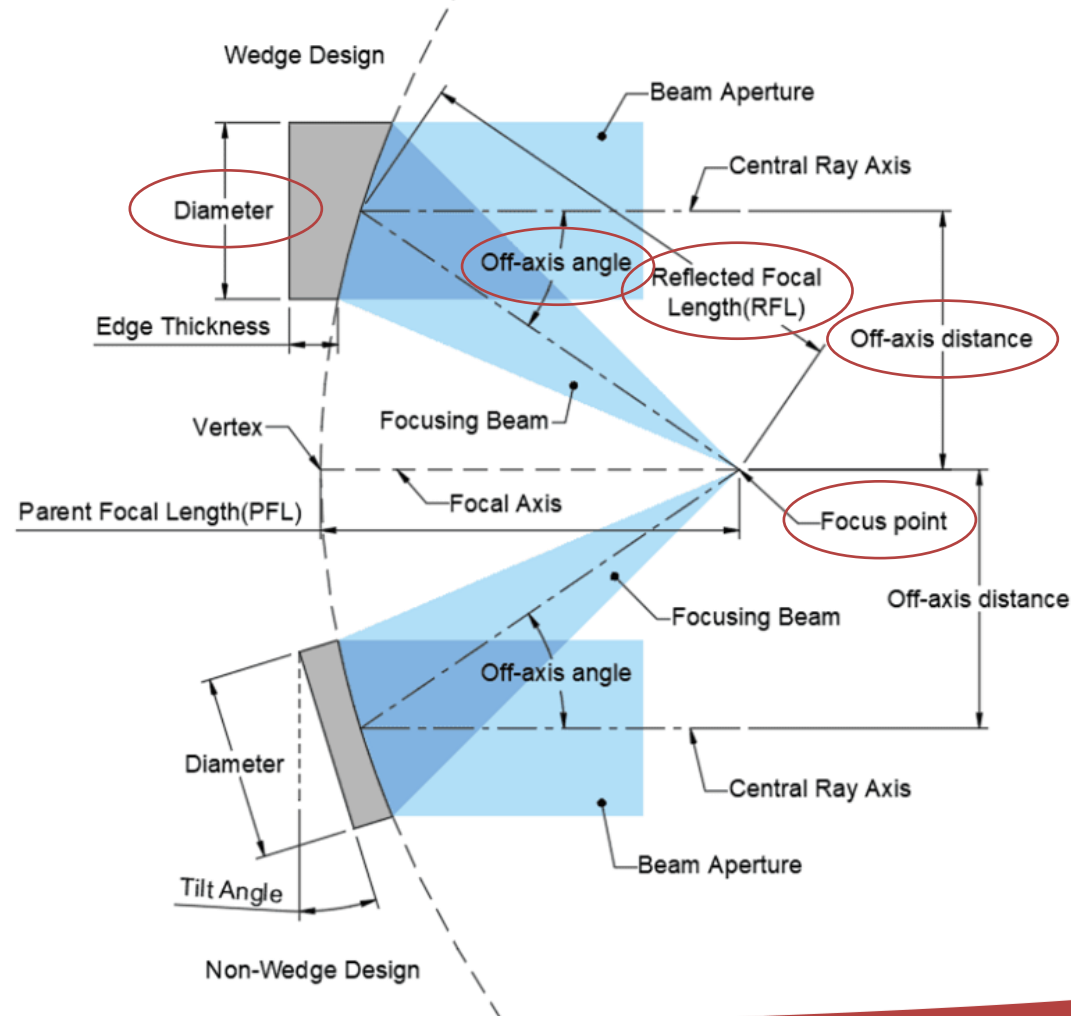 Wedge Design
Beam Aperture
Central Ray Axis
Diameter
Off-axis angle
Reflected Focal
Length(RFL)
Edge Thickness
Off-axis distance
Focusing Beam
Vertex
Focal Axis
Parent Focal Length(PFL)
Focus point
Off-axis distance
Focusing Beam
Off-axis angle
Diameter
Central Ray Axis
Beam Aperture
Tilt Angle
Non-Wedge Design